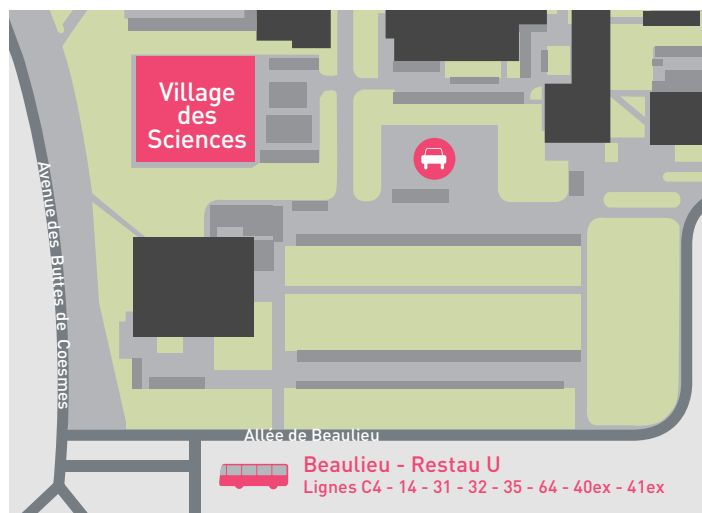 Village
des
Sciences
Avenue des Buttes de Coesmes
Allée de Beaulieu
Beaulieu - Restau U
Lignes C4 - 14 - 31 - 32 - 35 - 64 - 40ex - 41ex